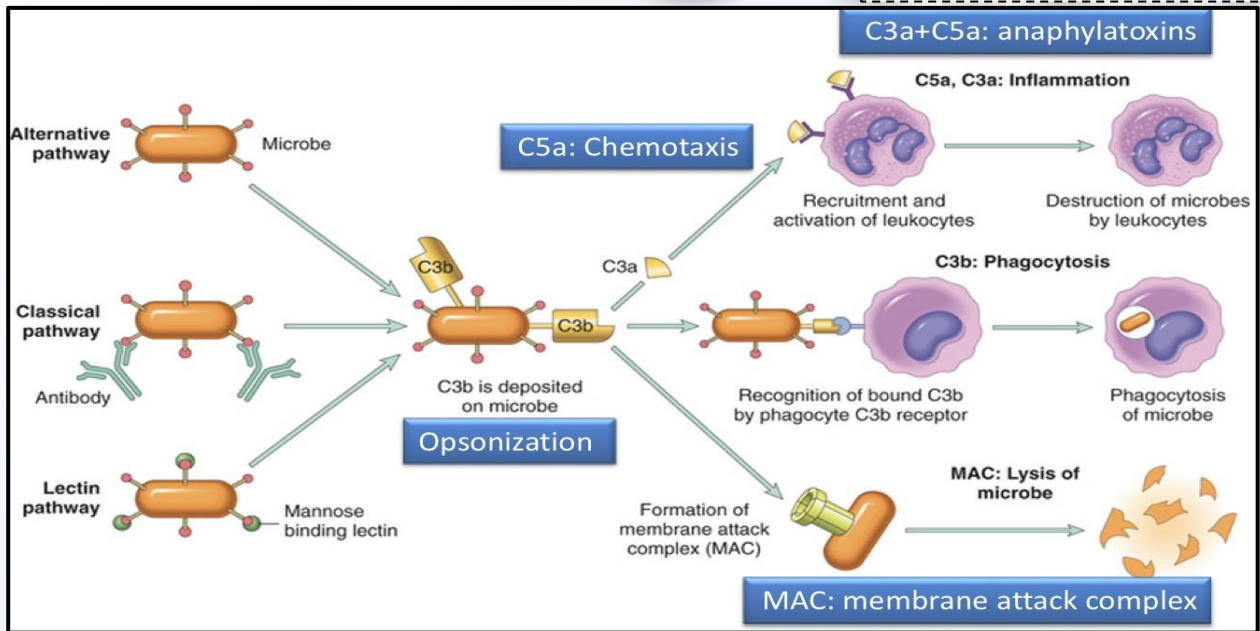 C3a+C5a: anaphylatoxins
C5a, C3a: Inflammation
Alternative
pathway
Microbe
C5a: Chemotaxis
Recruitment and
activation of leukocytes
Destruction of microbes
by leukocytes
C3b
C3a
C3b: Phagocytosis
Classical
pathway
C3b
Antibody
C3b is deposited
on microbe
Recognition of bound C3b
by phagocyte C3b receptor
Phagocytosis
of microbe
Opsonization
Lectin
pathway
Mannose
binding lectin
Formation of
membrane attack
complex (MAC)
MAC: Lysis of
microbe
MAC: membrane attack complex